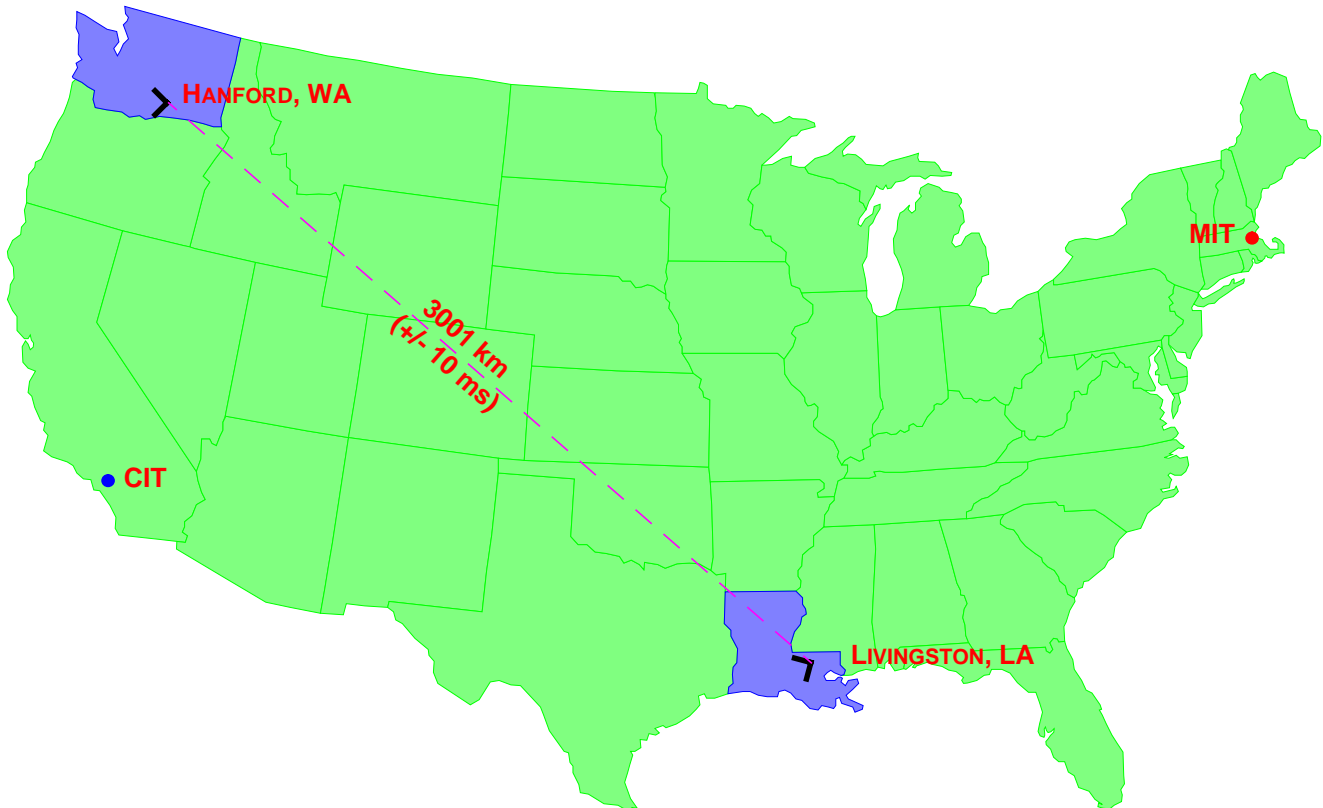 HANFORD, WA
MIT
3001 km
(+/- 10 ms)
CIT
LIVINGSTON, LA